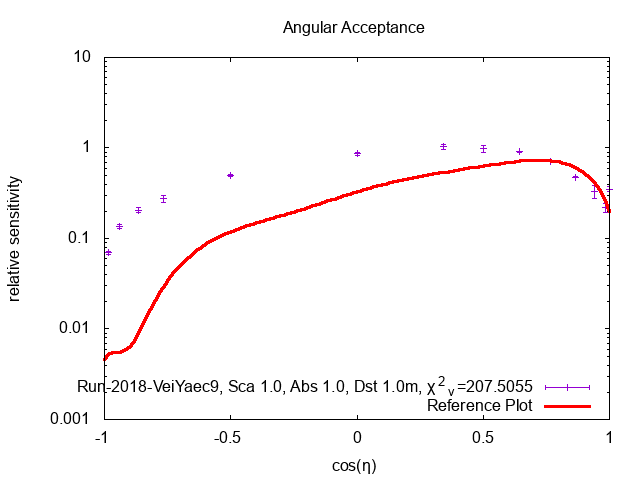 Angular Acceptance
10
1
0.1
0.01
0.001
relative sensitivity
Run-2018-VeiYaec9, Sca 1.0, Abs 1.0, Dst 1.0m, χ²ᵥ=207.5055
Reference Plot
-1 -0.5 0 0.5 1
cos(η)